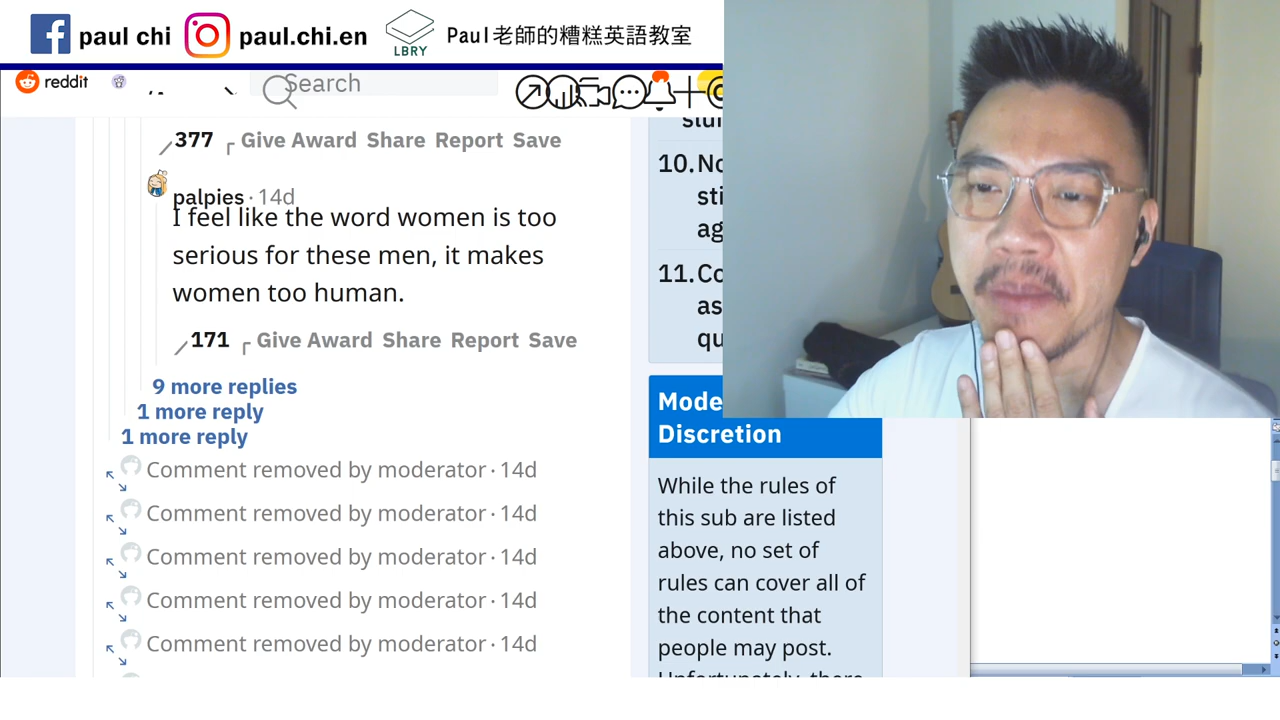 paul chi
paul.chi.en
LBRY
Paul老師的糟糕英語教室
reddit
Search
377 Give Award Share Report Save
palpies · 14d
I feel like the word women is too
serious for these men, it makes
women too human.
171 Give Award Share Report Save
9 more replies
1 more reply
1 more reply
Comment removed by moderator · 14d
Comment removed by moderator · 14d
Comment removed by moderator · 14d
Comment removed by moderator · 14d
Comment removed by moderator · 14d
10.
11.
Discretion
While the rules of
this sub are listed
above, no set of
rules can cover all of
the content that
people may post.
Unfortunately, there